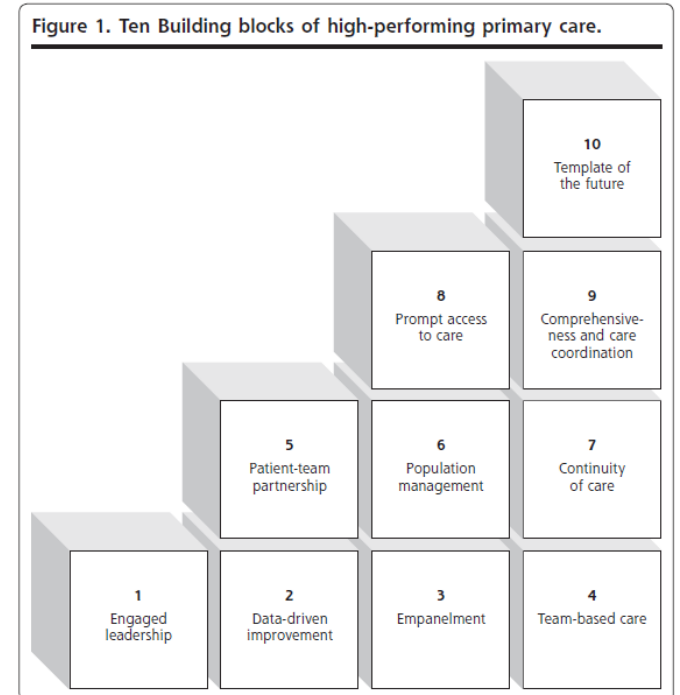 Figure 1. Ten Building blocks of high-performing primary care.
10
Template of
the future
8
Prompt access
to care
9
Comprehensive-
ness and care
coordination
5
Patient-team
partnership
6
Population
management
7
Continuity
of care
1
Engaged
leadership
2
Data-driven
improvement
3
Empanelment
4
Team-based care